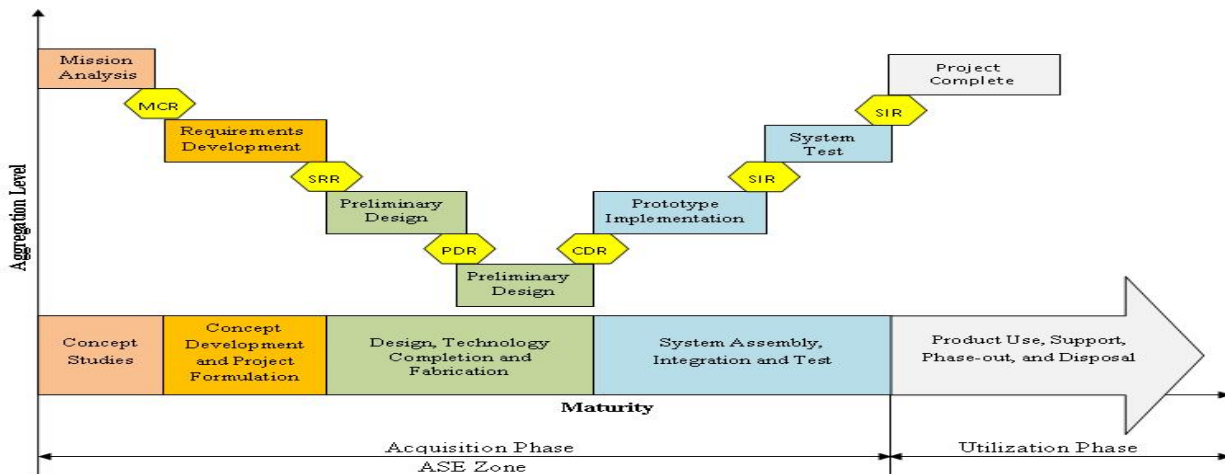 Mission
Analysis
MCR
Requirements
Development
SRR
Preliminary
Design
PDR
Preliminary
Design
CDR
Prototype
Implementation
SIR
System
Test
SIR
Project
Complete
Aggregation Level
Concept
Studies
Concept
Development
and Project
Formulation
Design, Technology
Completion and
Fabrication
System Assembly,
Integration and Test
Product Use, Support,
Phase-out, and Disposal
Maturity
Acquisition Phase
Utilization Phase
ASE Zone